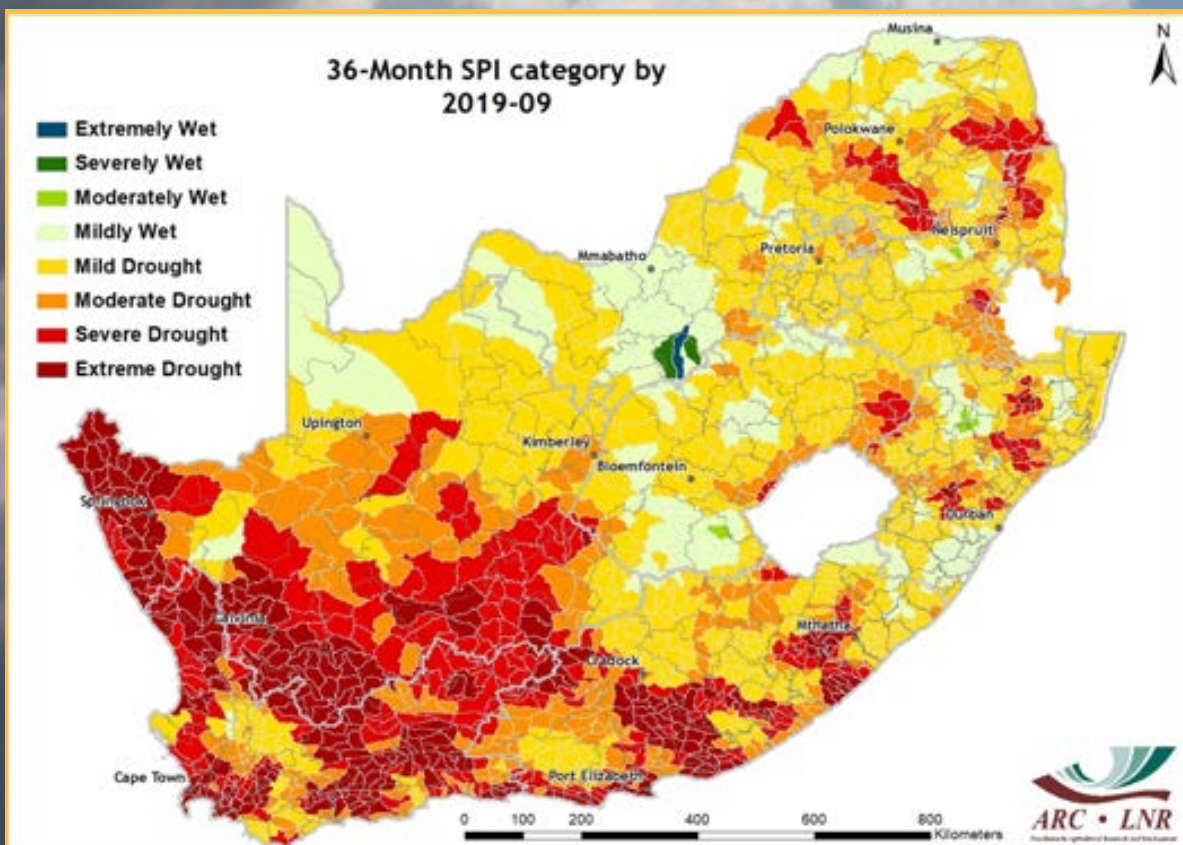 36-Month SPI category by
2019-09
N
Extremely Wet
Severely Wet
Moderately Wet
Mildly Wet
Mild Drought
Moderate Drought
Severe Drought
Extreme Drought
Musina
Polokwane
Nelspruit
Pretoria
Mmabatho
Upington
Kimberley
Bloemfontein
Springbok
Durban
Mthatha
Cradock
Cape Town
Port Elizabeth
0 100 200 400 600 800
Kilometers
ARC • LNR